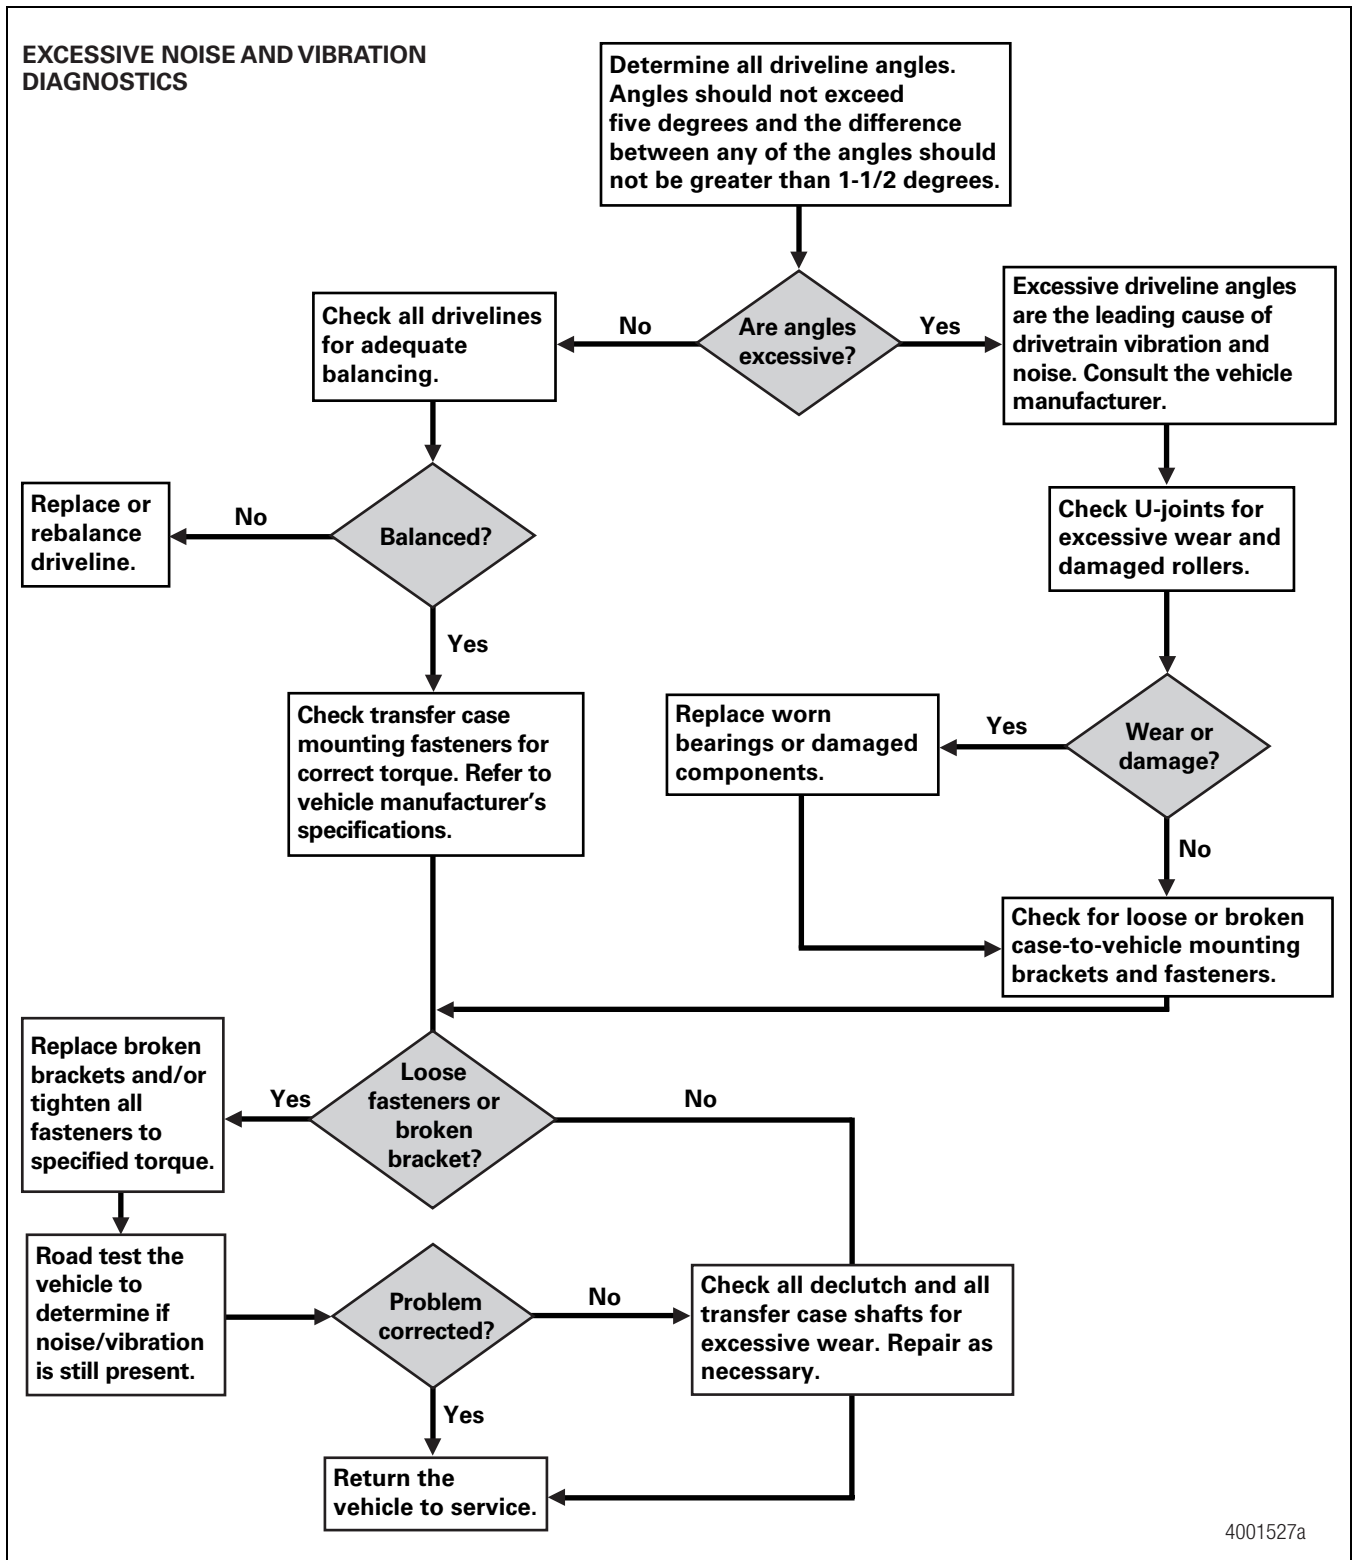 EXCESSIVE NOISE AND VIBRATION
DIAGNOSTICS
Determine all driveline angles.
Angles should not exceed
five degrees and the difference
between any of the angles should
not be greater than 1-1/2 degrees.
Are angles
excessive?
No
Yes
Check all drivelines
for adequate
balancing.
Excessive driveline angles
are the leading cause of
drivetrain vibration and
noise. Consult the vehicle
manufacturer.
Balanced?
No
Replace or
rebalance
driveline.
Yes
Check U-joints for
excessive wear and
damaged rollers.
Check transfer case
mounting fasteners for
correct torque. Refer to
vehicle manufacturer's
specifications.
Wear or
damage?
Yes
Replace worn
bearings or damaged
components.
No
Check for loose or broken
case-to-vehicle mounting
brackets and fasteners.
Loose
fasteners or
broken
bracket?
Yes
No
Replace broken
brackets and/or
tighten all
fasteners to
specified torque.
Road test the
vehicle to
determine if
noise/vibration
is still present.
Problem
corrected?
No
Check all declutch and all
transfer case shafts for
excessive wear. Repair as
necessary.
Yes
Return the
vehicle to service.
4001527a